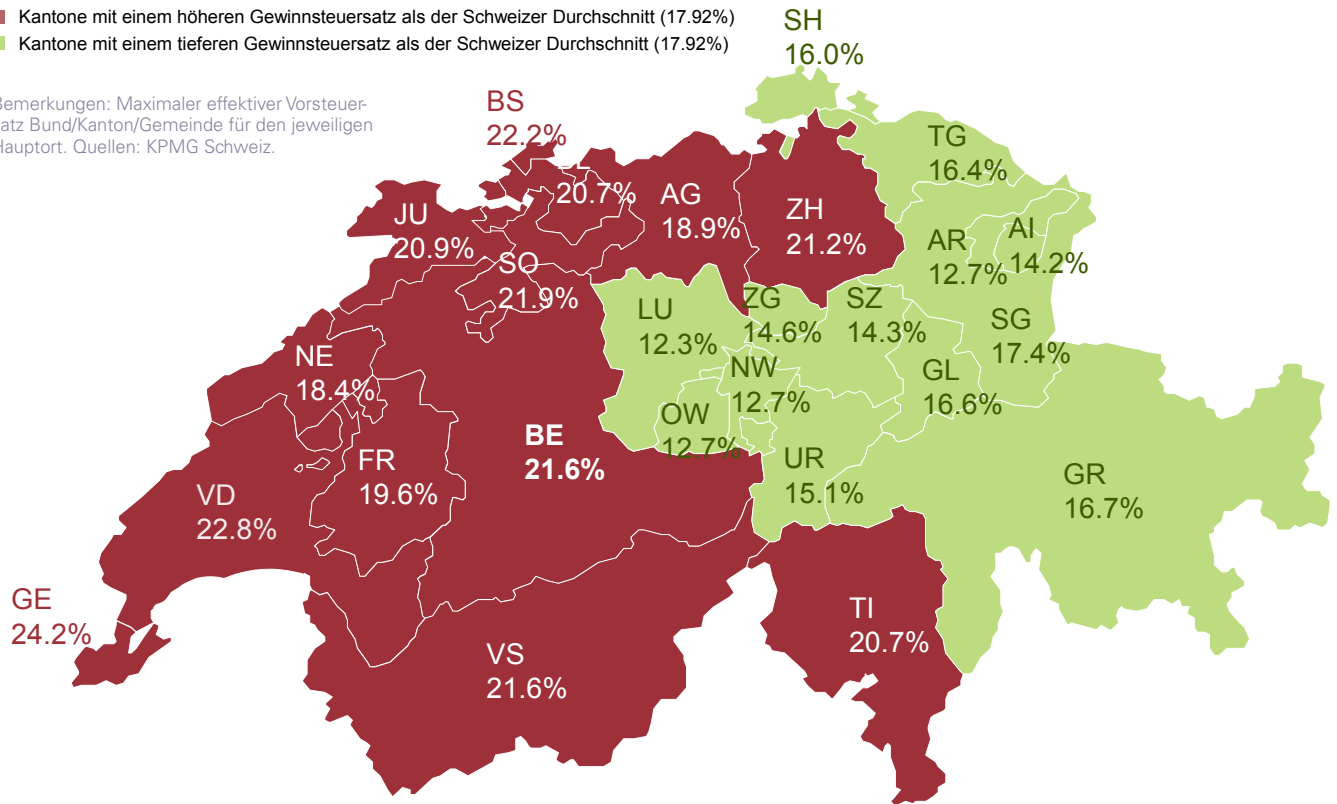 Kantone mit einem höheren Gewinnsteuersatz als der Schweizer Durchschnitt (17.92%)
Kantone mit einem tieferen Gewinnsteuersatz als der Schweizer Durchschnitt (17.92%)
Bemerkungen: Maximaler effektiver Vorsteuer-
satz Bund/Kanton/Gemeinde für den jeweiligen
Hauptort. Quellen: KPMG Schweiz.
SH
16.0%
BS
22.2%
BL
20.7%
TG
16.4%
JU
20.9%
AG
18.9%
ZH
21.2%
AR
12.7%
AI
14.2%
SO
21.9%
LU
12.3%
ZG
14.6%
SZ
14.3%
SG
17.4%
NE
18.4%
NW
12.7%
GL
16.6%
OW
12.7%
BE
21.6%
FR
19.6%
UR
15.1%
GR
16.7%
VD
22.8%
GE
24.2%
TI
20.7%
VS
21.6%